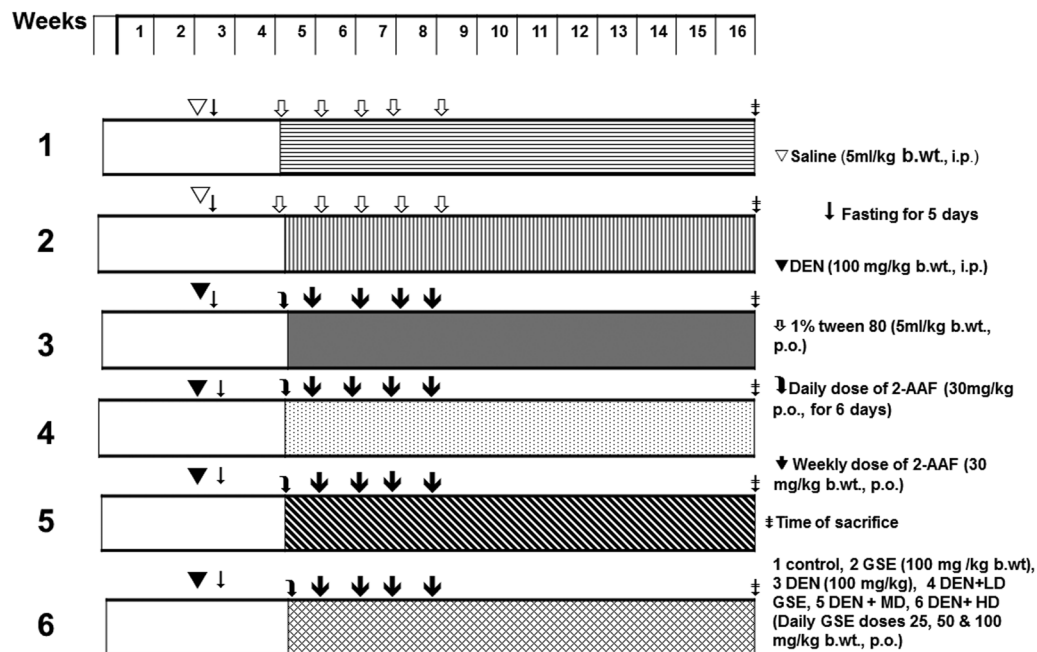 Weeks
1 2 3 4 5 6 7 8 9 10 11 12 13 14 15 16
1
2
3
4
5
6
Saline (5ml/kg b.wt., i.p.)
Fasting for 5 days
DEN (100 mg/kg b.wt., i.p.)
1% tween 80 (5ml/kg b.wt.,
p.o.)
Daily dose of 2-AAF (30mg/kg
p.o., for 6 days)
Weekly dose of 2-AAF (30
mg/kg b.wt., p.o.)
Time of sacrifice
1 control, 2 GSE (100 mg /kg b.wt),
3 DEN (100 mg/kg), 4 DEN+LD
GSE, 5 DEN + MD, 6 DEN+ HD
(Daily GSE doses 25, 50 & 100
mg/kg b.wt., p.o.)